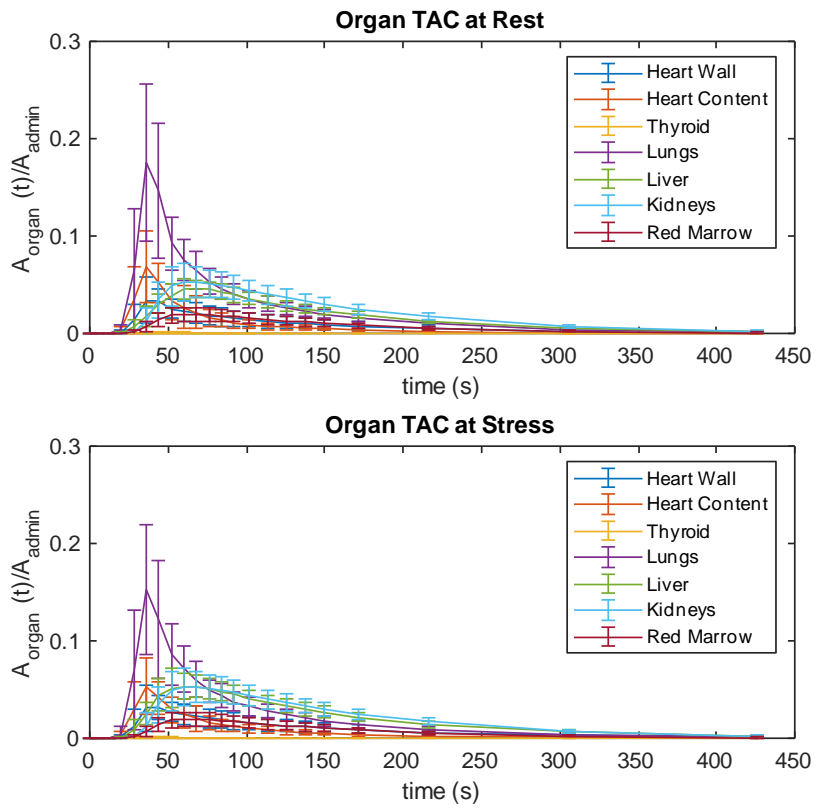 Organ TAC at Rest
0.3
0.2
0.1
0
A_organ (t)/A_admin
Heart Wall
Heart Content
Thyroid
Lungs
Liver
Kidneys
Red Marrow
0 50 100 150 200 250 300 350 400 450
time (s)
Organ TAC at Stress
0.3
0.2
0.1
0
A_organ (t)/A_admin
Heart Wall
Heart Content
Thyroid
Lungs
Liver
Kidneys
Red Marrow
0 50 100 150 200 250 300 350 400 450
time (s)